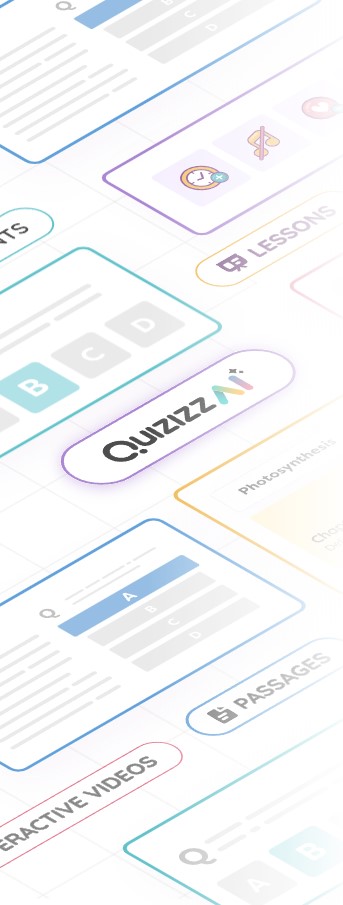 Q
A
B
C
D
NTS
LESSONS
B
C
D
Quizizz AI
Photosynthesis
Q
A
B
C
D
PASSAGES
ERACTIVE VIDEOS
Q
A
B